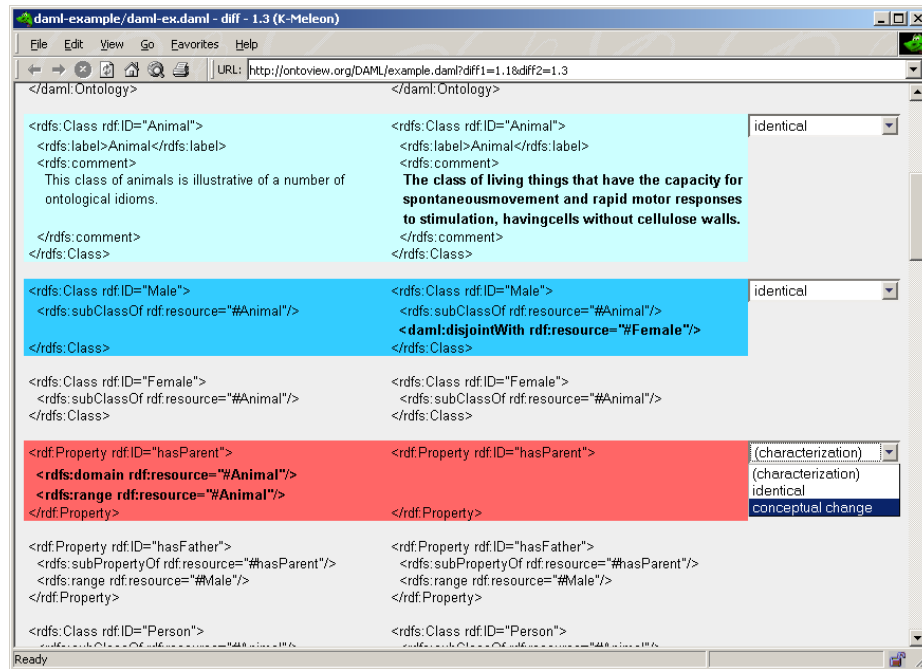 daml-example/daml-ex.daml - diff - 1.3 (K-Meleon)
File Edit View Go Favorites Help
URL: http://ontoview.org/DAML/example.daml?diff1=1.1&diff2=1.3
</daml:Ontology> </daml:Ontology>
<rdfs:Class rdf:ID="Animal"> <rdfs:Class rdf:ID="Animal"> identical
<rdfs:label>Animal</rdfs:label> <rdfs:label>Animal</rdfs:label>
<rdfs:comment> <rdfs:comment>
This class of animals is illustrative of a number of The class of living things that have the capacity for
ontological idioms. spontaneousmovement and rapid motor responses
to stimulation, havingcells without cellulose walls.
</rdfs:comment> </rdfs:comment>
</rdfs:Class> </rdfs:Class>
<rdfs:Class rdf:ID="Male"> <rdfs:Class rdf:ID="Male"> identical
<rdfs:subClassOf rdf:resource="#Animal"/> <rdfs:subClassOf rdf:resource="#Animal"/>
<daml:disjointWith rdf:resource="#Female"/>
</rdfs:Class> </rdfs:Class>
<rdfs:Class rdf:ID="Female"> <rdfs:Class rdf:ID="Female">
<rdfs:subClassOf rdf:resource="#Animal"/> <rdfs:subClassOf rdf:resource="#Animal"/>
</rdfs:Class> </rdfs:Class>
<rdf:Property rdf:ID="hasParent"> <rdf:Property rdf:ID="hasParent"> (characterization)
<rdfs:domain rdf:resource="#Animal"/> (characterization)
<rdfs:range rdf:resource="#Animal"/> identical
</rdf:Property> </rdf:Property> conceptual change
<rdf:Property rdf:ID="hasFather"> <rdf:Property rdf:ID="hasFather">
<rdfs:subPropertyOf rdf:resource="#hasParent"/> <rdfs:subPropertyOf rdf:resource="#hasParent"/>
<rdfs:range rdf:resource="#Male"/> <rdfs:range rdf:resource="#Male"/>
</rdf:Property> </rdf:Property>
<rdfs:Class rdf:ID="Person"> <rdfs:Class rdf:ID="Person">
Ready